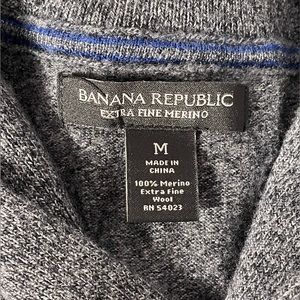 BANANA REPUBLIC
EXTRA FINE MERINO
M
MADE IN
CHINA
100% Merino
Extra Fine
Wool
RN 54023